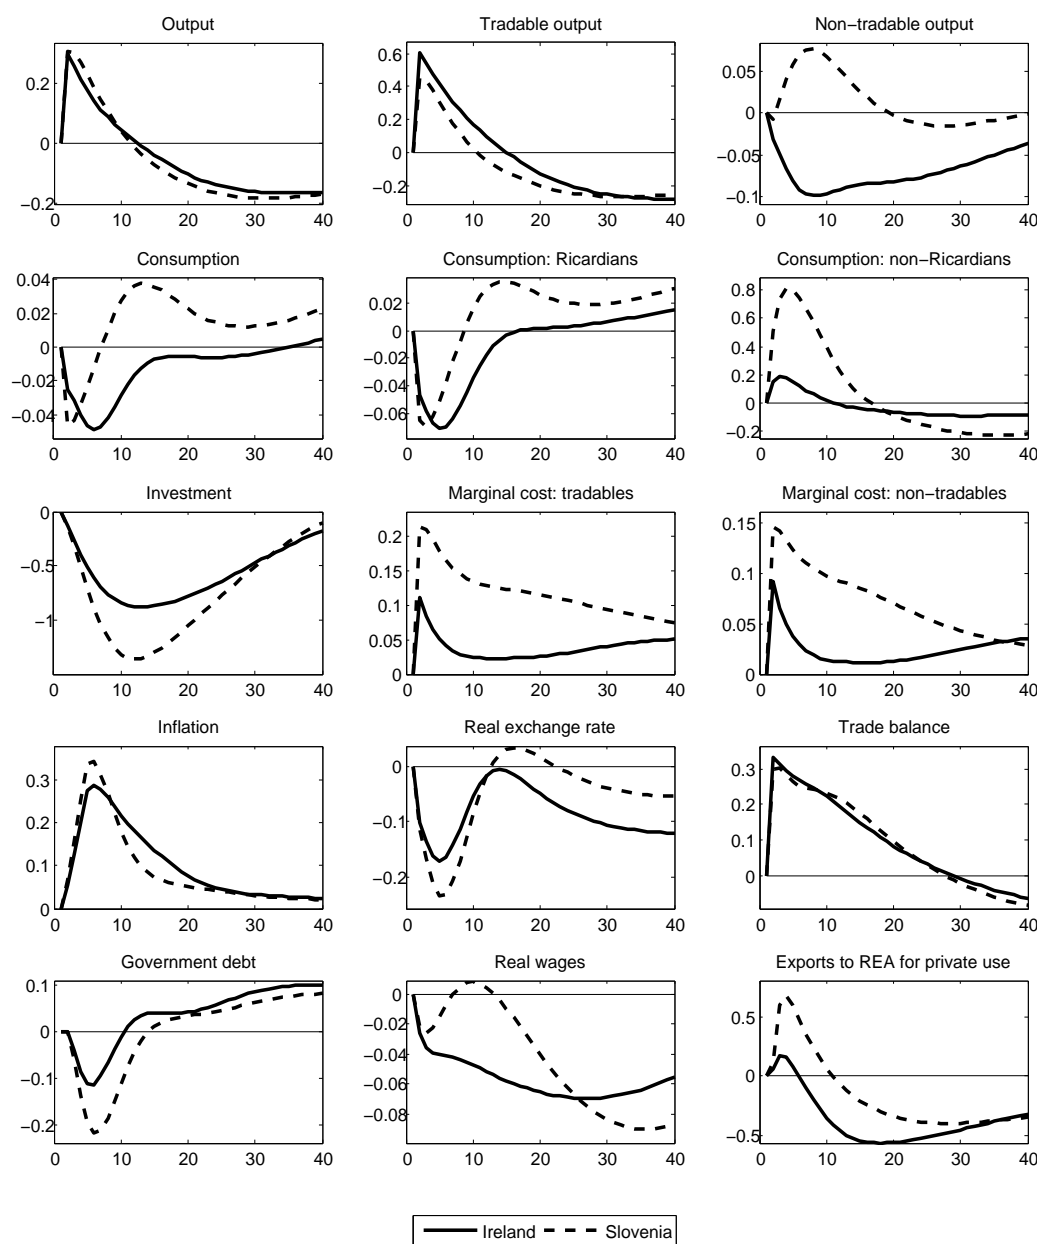 Output
Tradable output
Non−tradable output
0.2
0
−0.2
0 10 20 30 40
0.6
0.4
0.2
0
−0.2
0 10 20 30 40
0.05
0
−0.05
−0.1
0 10 20 30 40
Consumption
Consumption: Ricardians
Consumption: non−Ricardians
0.04
0.02
0
−0.02
−0.04
0 10 20 30 40
0.02
0
−0.02
−0.04
−0.06
0 10 20 30 40
0.8
0.6
0.4
0.2
0
−0.2
0 10 20 30 40
Investment
Marginal cost: tradables
Marginal cost: non−tradables
0
−0.5
−1
0 10 20 30 40
0.2
0.15
0.1
0.05
0
0 10 20 30 40
0.15
0.1
0.05
0
0 10 20 30 40
Inflation
Real exchange rate
Trade balance
0.3
0.2
0.1
0
0 10 20 30 40
0
−0.1
−0.2
0 10 20 30 40
0.3
0.2
0.1
0
0 10 20 30 40
Government debt
Real wages
Exports to REA for private use
0.1
0
−0.1
−0.2
0 10 20 30 40
0
−0.02
−0.04
−0.06
−0.08
0 10 20 30 40
0.5
0
−0.5
0 10 20 30 40
Ireland Slovenia